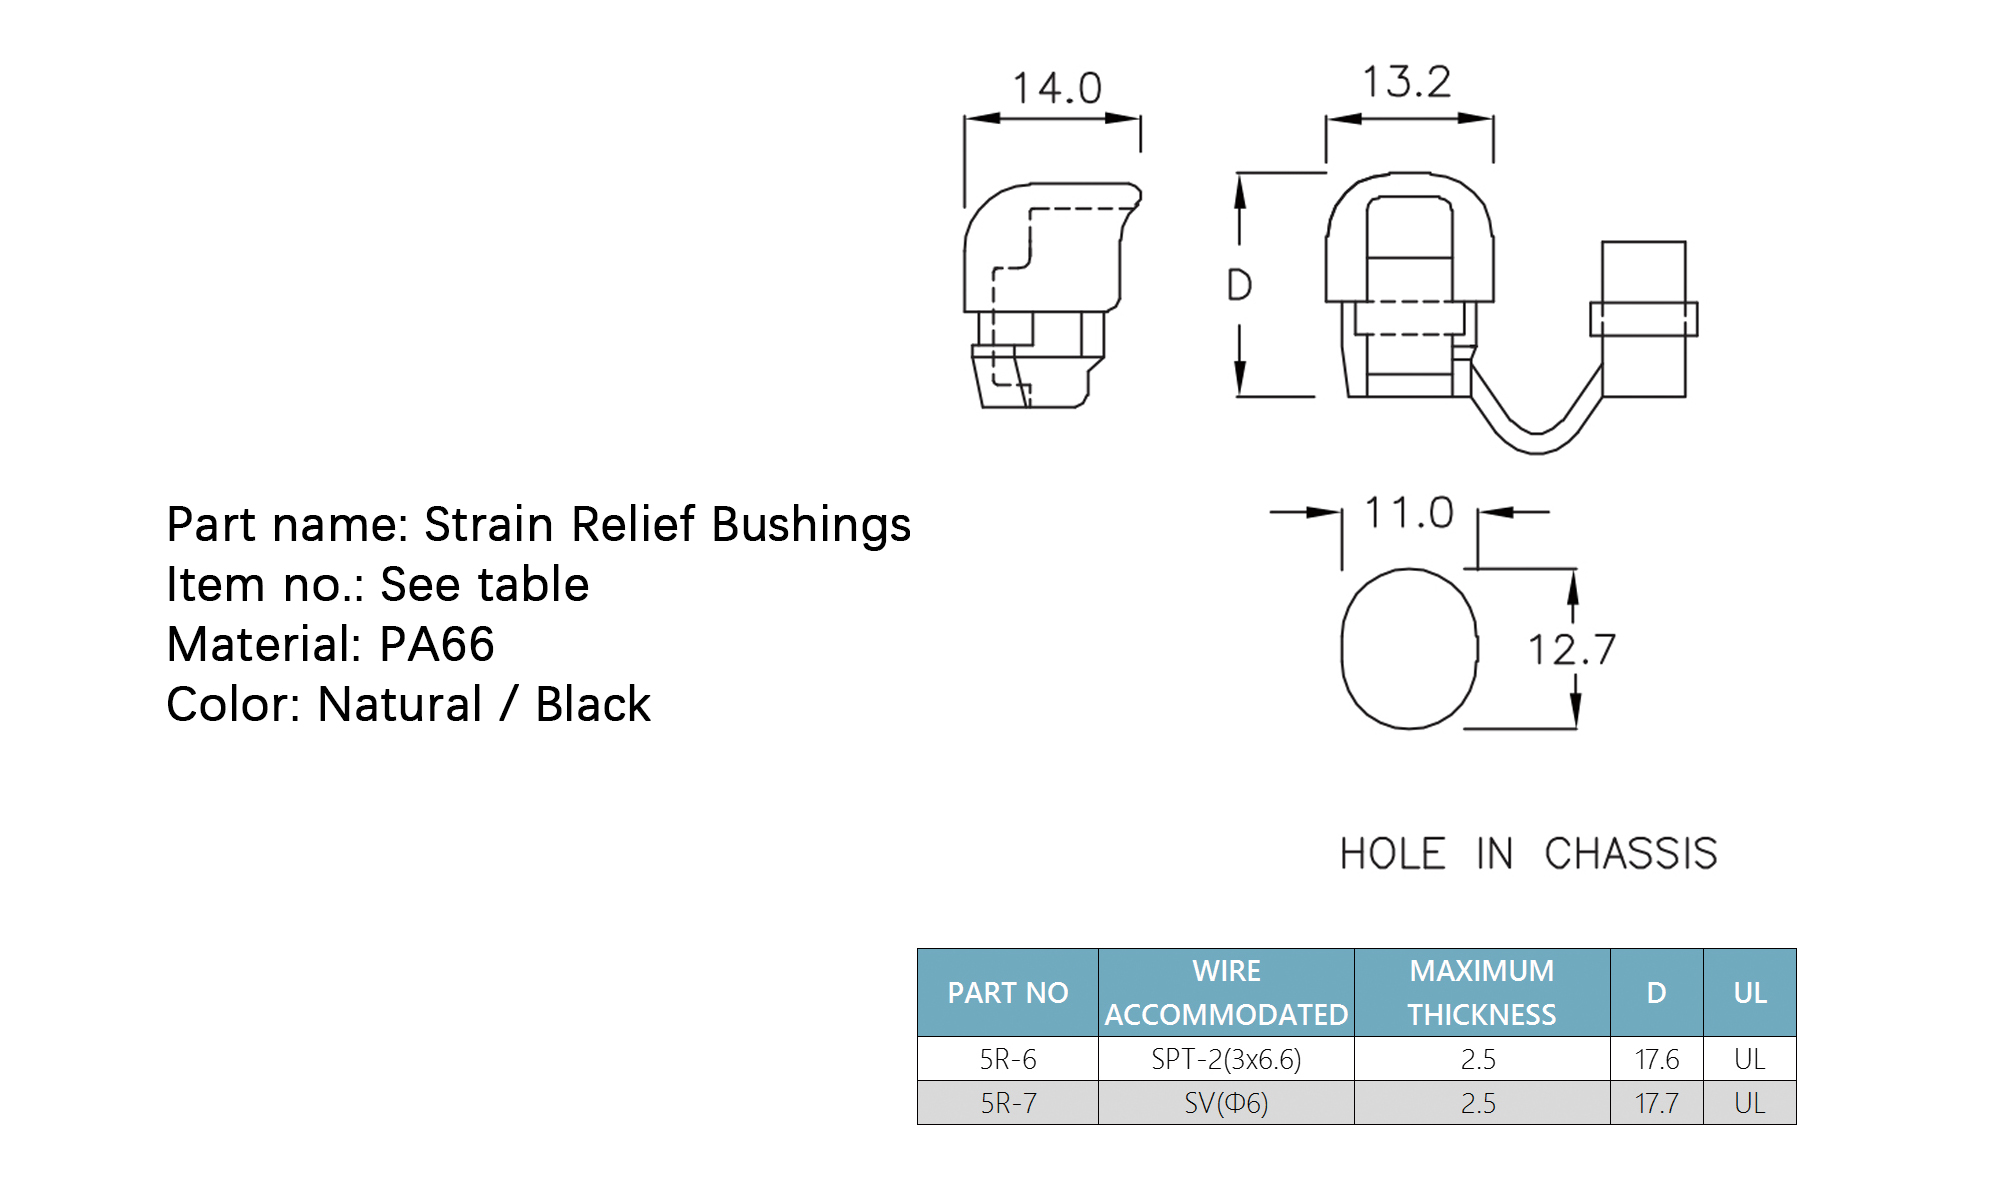 14.0
13.2
D
11.0
12.7
Part name: Strain Relief Bushings
Item no.: See table
Material: PA66
Color: Natural / Black
HOLE IN CHASSIS
PART NO WIRE ACCOMMODATED MAXIMUM THICKNESS D UL
5R-6 SPT-2(3x6.6) 2.5 17.6 UL
5R-7 SV(Φ6) 2.5 17.7 UL